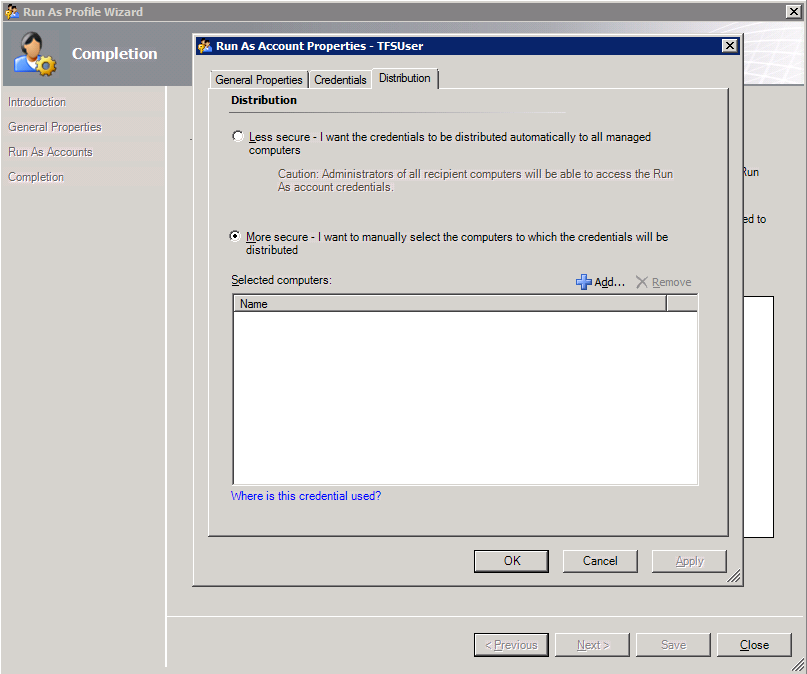 Run As Profile Wizard
Completion
Introduction
General Properties
Run As Accounts
Completion
Run As Account Properties - TFSUser
General Properties
Credentials
Distribution
Distribution
Less secure - I want the credentials to be distributed automatically to all managed
computers
Caution: Administrators of all recipient computers will be able to access the Run
As account credentials.
More secure - I want to manually select the computers to which the credentials will be
distributed
Selected computers:
Add...
Remove
Name
Where is this credential used?
OK
Cancel
Apply
Run
ed to
< Previous
Next >
Save
Close